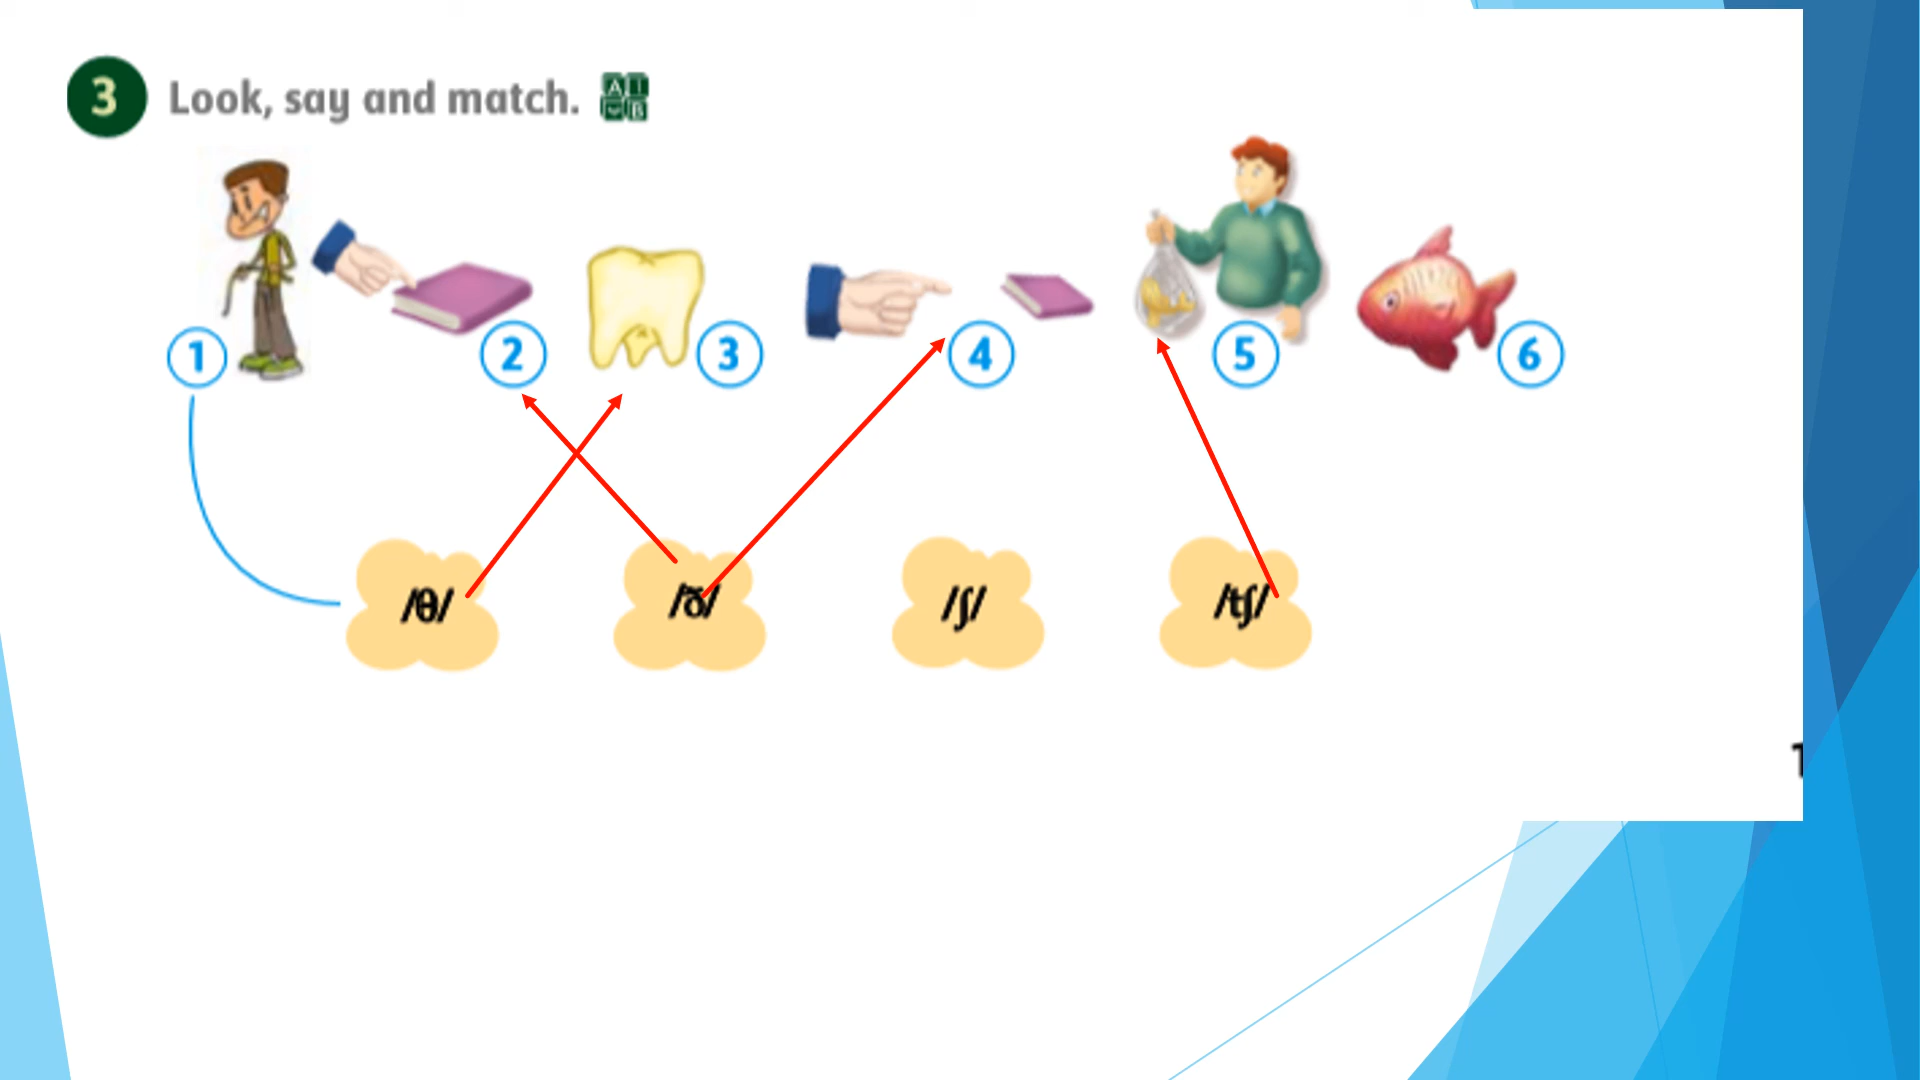 3 Look, say and match.
1 2 3 4 5 6
/θ/ /ð/ /ʃ/ /tʃ/